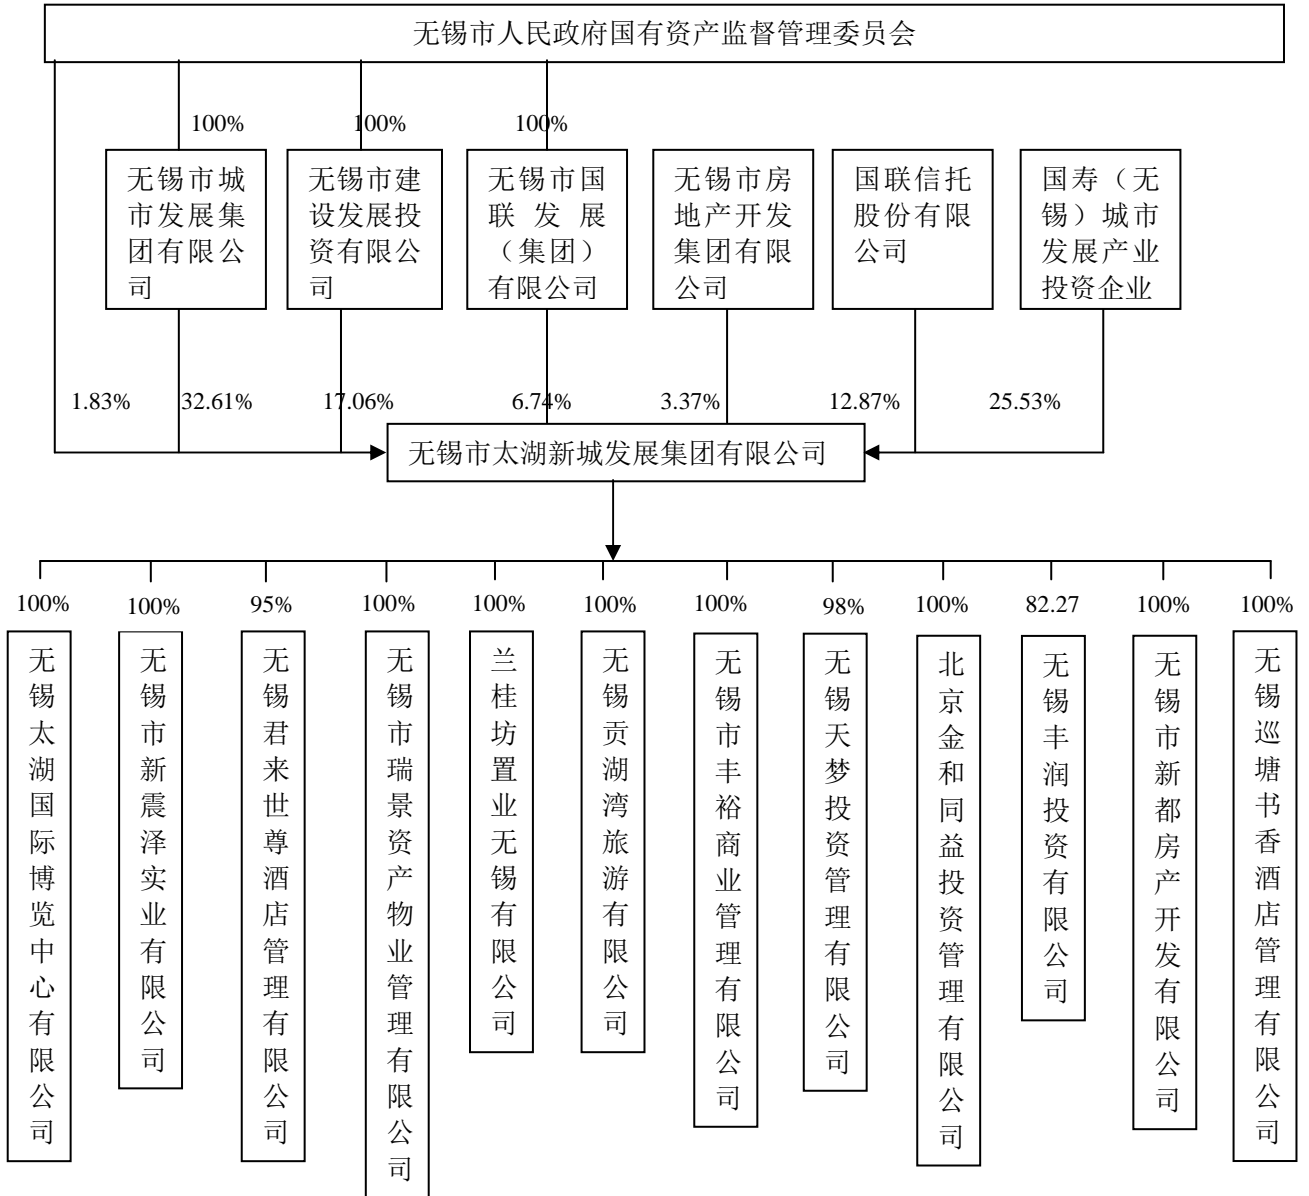 无锡市人民政府国有资产监督管理委员会
100%
100%
100%
无锡市城
市发展集
团有限公
司
无锡市建
设发展投
资有限公
司
无锡市国
联发展
（集团）
有限公司
无锡市房
地产开发
集团有限
公司
国联信托
股份有限
公司
国寿（无
锡）城市
发展产业
投资企业
1.83%
32.61%
17.06%
6.74%
3.37%
12.87%
25.53%
无锡市太湖新城发展集团有限公司
100%
100%
95%
100%
100%
100%
100%
98%
100%
82.27
100%
100%
无锡太湖国际博览中心有限公司
无锡市新震泽实业有限公司
无锡君来世尊酒店管理有限公司
无锡市瑞景资产物业管理有限公司
兰桂坊置业无锡有限公司
无锡贡湖湾旅游有限公司
无锡市丰裕商业管理有限公司
无锡天梦投资管理有限公司
北京金和同益投资管理有限公司
无锡丰润投资有限公司
无锡市新都房产开发有限公司
无锡巡塘书香酒店管理有限公司